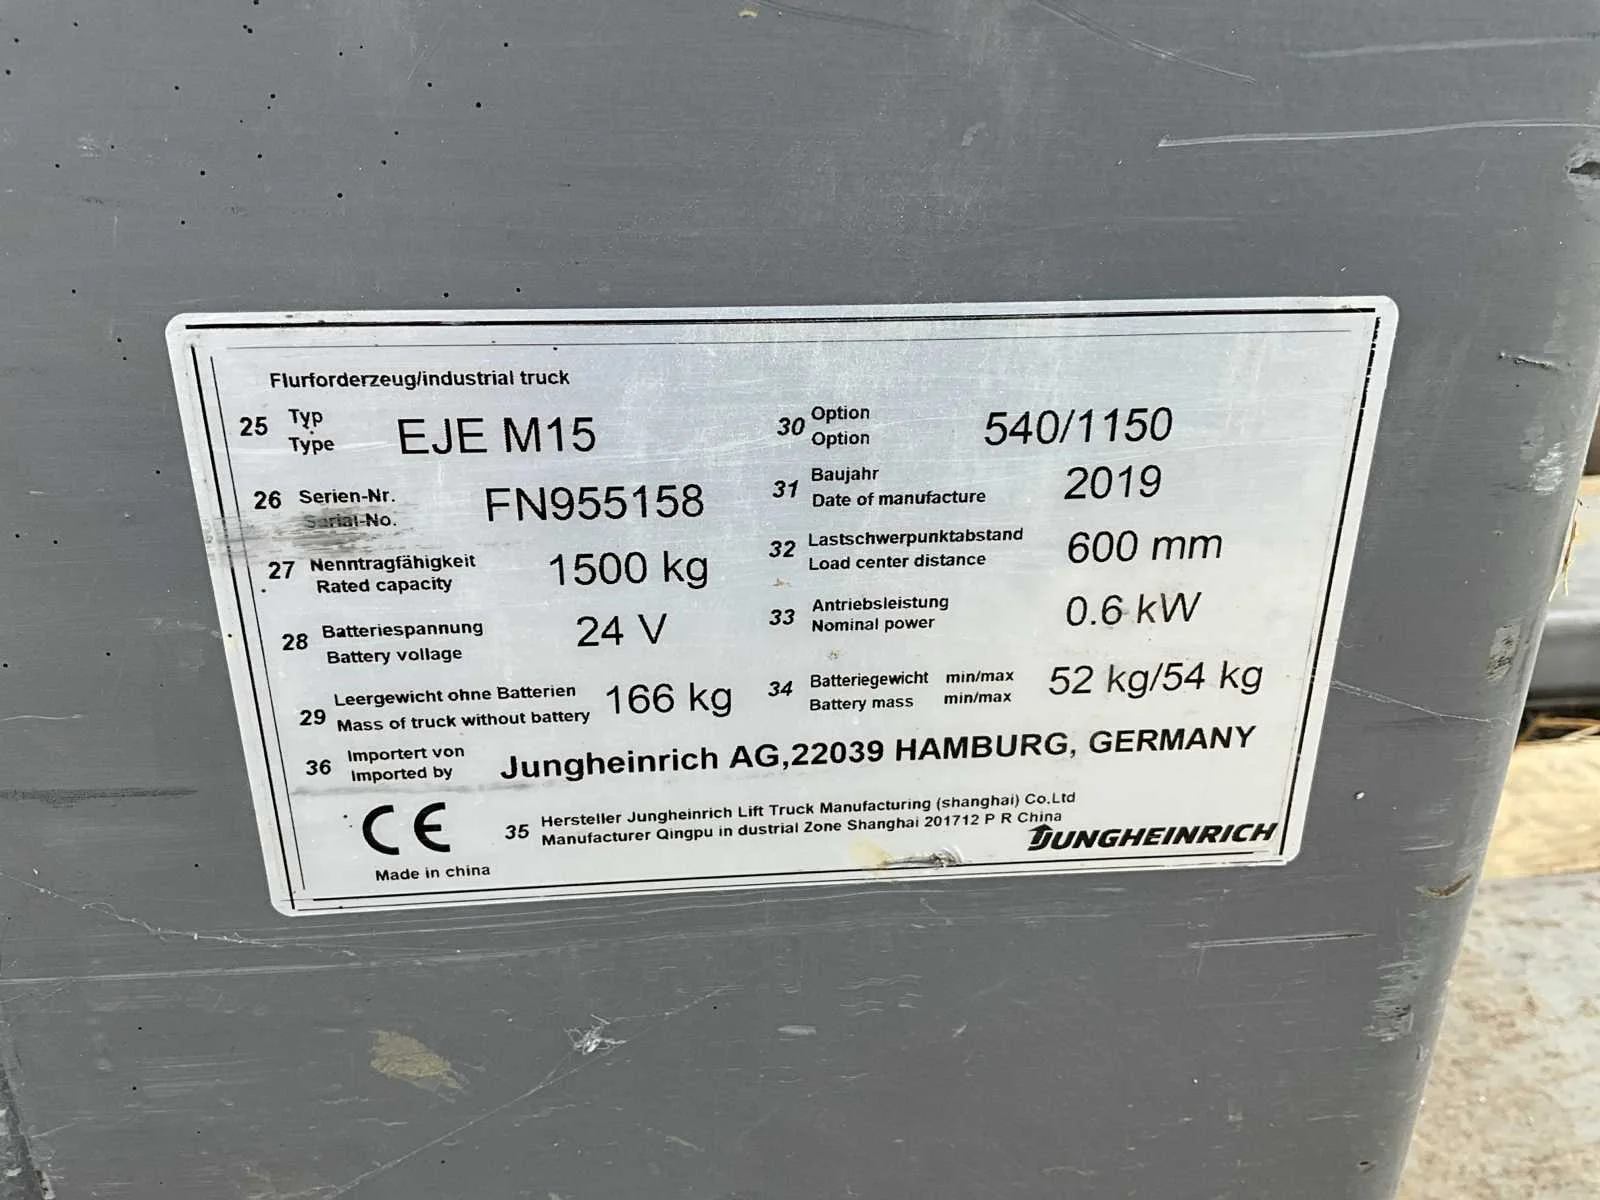 Flurforderzeug/industrial truck
25 Typ EJE M15
Type
30 Option 540/1150
Option
26 Serien-Nr. FN955158
Serial-No.
31 Baujahr 2019
Date of manufacture
27 Nenntragfähigkeit 1500 kg
Rated capacity
32 Lastschwerpunktabstand 600 mm
Load center distance
28 Batteriespannung 24 V
Battery vollage
33 Antriebsleistung 0.6 kW
Nominal power
29 Leergewicht ohne Batterien 166 kg
Mass of truck without battery
34 Batteriegewicht min/max 52 kg/54 kg
Battery mass min/max
36 Importert von Jungheinrich AG,22039 HAMBURG, GERMANY
Imported by
CE
Made in china
35 Hersteller Jungheinrich Lift Truck Manufacturing (shanghai) Co.Ltd
Manufacturer Qingpu in dustrial Zone Shanghai 201712 P R China
JUNGHEINRICH